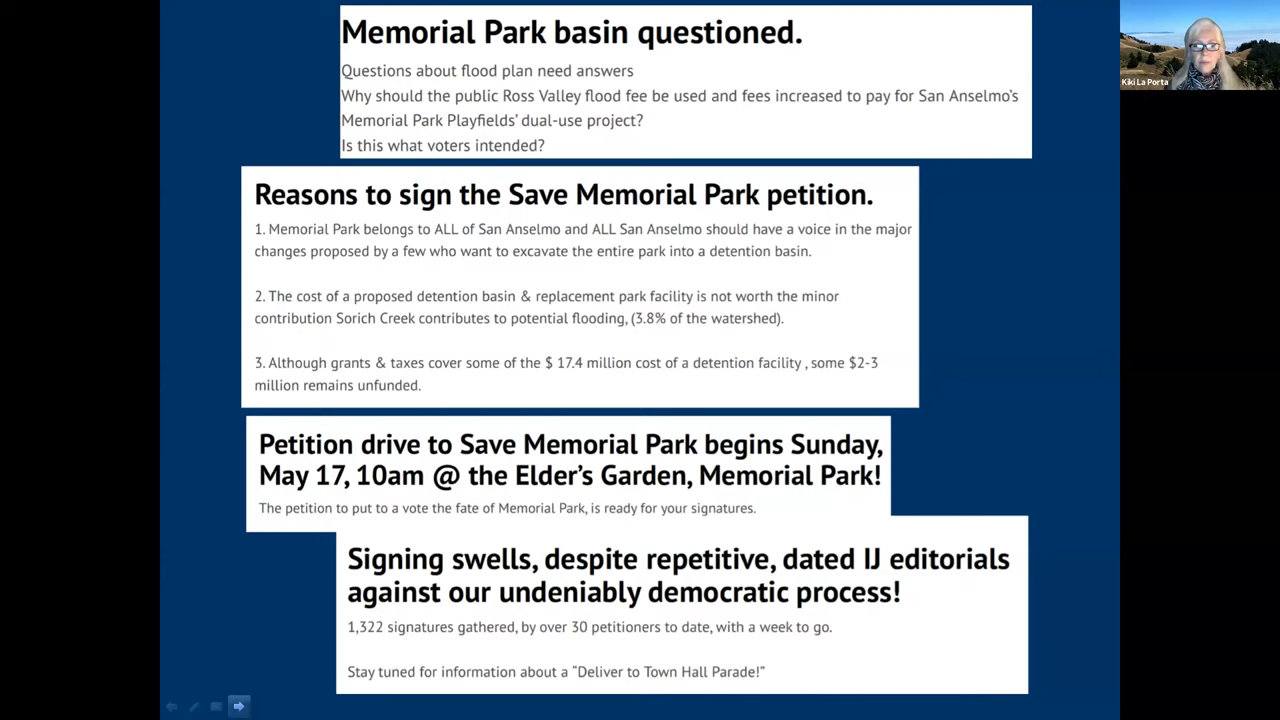 Memorial Park basin questioned.
Questions about flood plan need answers
Why should the public Ross Valley flood fee be used and fees increased to pay for San Anselmo's
Memorial Park Playfields' dual-use project?
Is this what voters intended?
Reasons to sign the Save Memorial Park petition.
1. Memorial Park belongs to ALL of San Anselmo and ALL San Anselmo should have a voice in the major
changes proposed by a few who want to excavate the entire park into a detention basin.
2. The cost of a proposed detention basin & replacement park facility is not worth the minor
contribution Sorich Creek contributes to potential flooding, (3.8% of the watershed).
3. Although grants & taxes cover some of the $ 17.4 million cost of a detention facility , some $2-3
million remains unfunded.
Petition drive to Save Memorial Park begins Sunday,
May 17, 10am @ the Elder's Garden, Memorial Park!
The petition to put to a vote the fate of Memorial Park, is ready for your signatures.
Signing swells, despite repetitive, dated IJ editorials
against our undeniably democratic process!
1,322 signatures gathered, by over 30 petitioners to date, with a week to go.
Stay tuned for information about a “Deliver to Town Hall Parade!”
Kiki La Porta